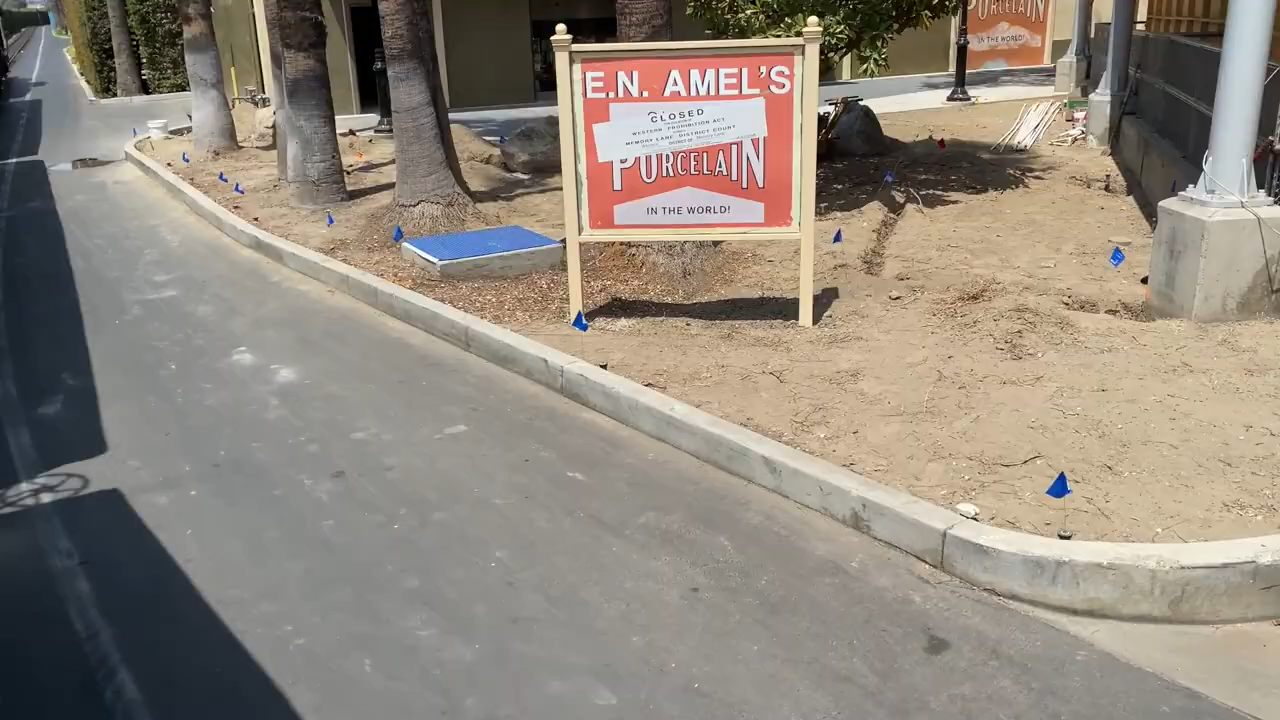 E.N. AMEL'S
CLOSED
WESTERN PROHIBITION ACT
MEMORY LANE DISTRICT COURT
PORCELAIN
IN THE WORLD!
PORCELAIN
IN THE WORLD!